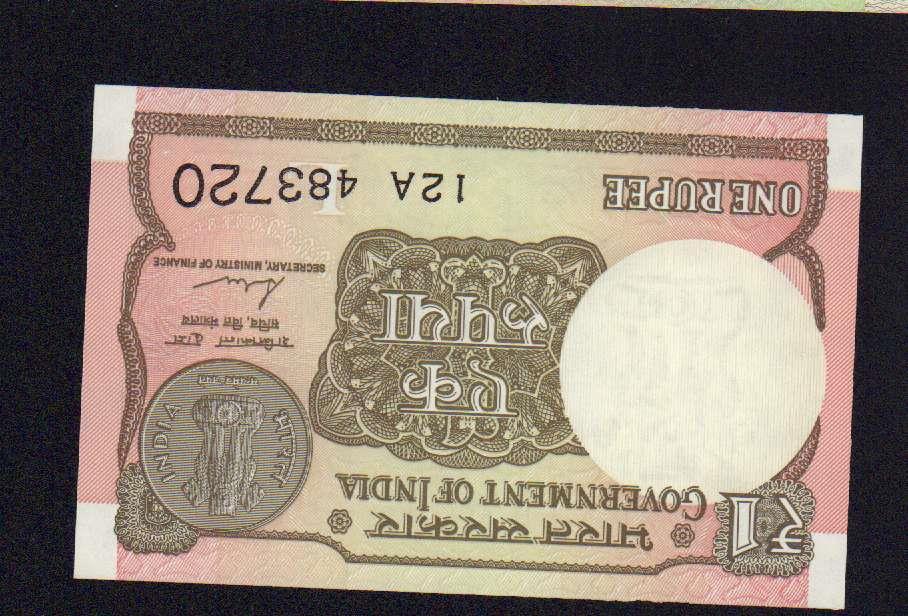 भारत सरकार
GOVERNMENT OF INDIA
₹1
भारत
INDIA
एक
रुपया
सचिव, वित्त मंत्रालय
SECRETARY, MINISTRY OF FINANCE
ONE RUPEE
12A 483720
1